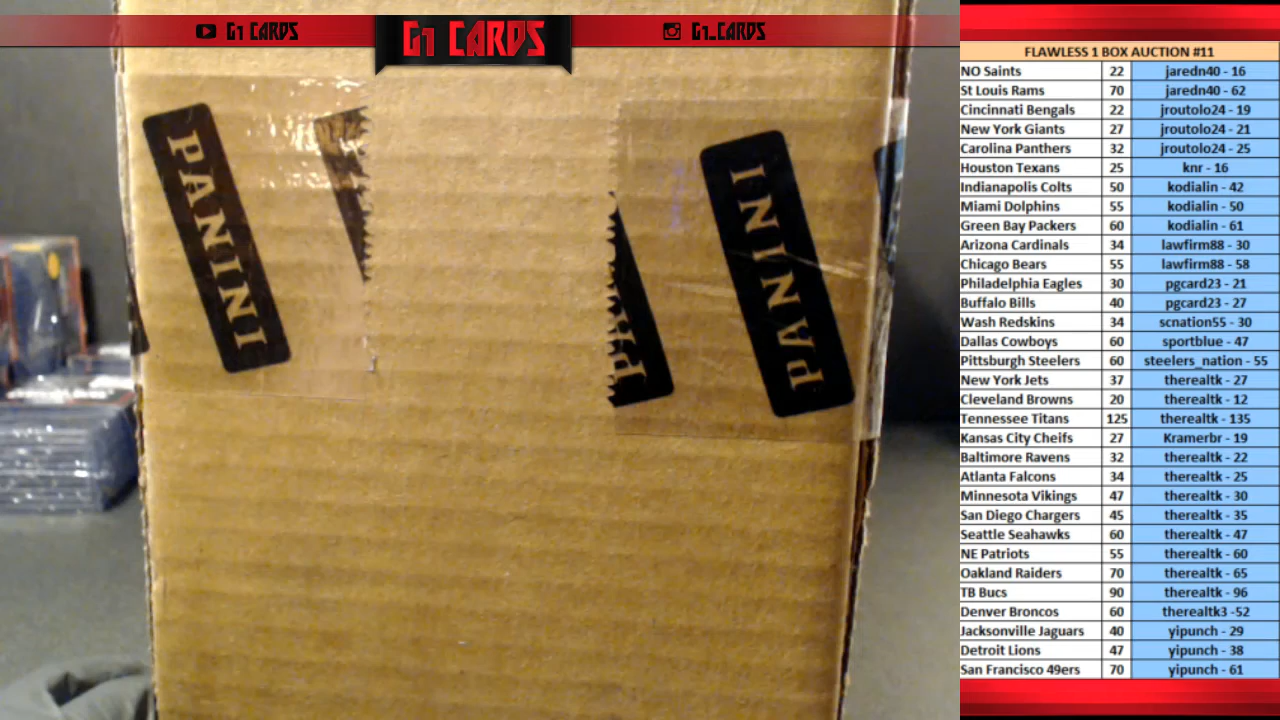 G1 CARDS
G1 CARDS
G1_CARDS
PANINI
PANINI
PANINI
FLAWLESS 1 BOX AUCTION #11
NO Saints 22 jaredn40 - 16
St Louis Rams 70 jaredn40 - 62
Cincinnati Bengals 22 jroutolo24 - 19
New York Giants 27 jroutolo24 - 21
Carolina Panthers 32 jroutolo24 - 25
Houston Texans 25 knr - 16
Indianapolis Colts 50 kodialin - 42
Miami Dolphins 55 kodialin - 50
Green Bay Packers 60 kodialin - 61
Arizona Cardinals 34 lawfirm88 - 30
Chicago Bears 55 lawfirm88 - 58
Philadelphia Eagles 30 pgcard23 - 21
Buffalo Bills 40 pgcard23 - 27
Wash Redskins 34 scnation55 - 30
Dallas Cowboys 60 sportblue - 47
Pittsburgh Steelers 60 steelers_nation - 55
New York Jets 37 therealtk - 27
Cleveland Browns 20 therealtk - 12
Tennessee Titans 125 therealtk - 135
Kansas City Cheifs 27 Kramerbr - 19
Baltimore Ravens 32 therealtk - 22
Atlanta Falcons 34 therealtk - 25
Minnesota Vikings 47 therealtk - 30
San Diego Chargers 45 therealtk - 35
Seattle Seahawks 60 therealtk - 47
NE Patriots 55 therealtk - 60
Oakland Raiders 70 therealtk - 65
TB Bucs 90 therealtk - 96
Denver Broncos 60 therealtk3 -52
Jacksonville Jaguars 40 yipunch - 29
Detroit Lions 47 yipunch - 38
San Francisco 49ers 70 yipunch - 61